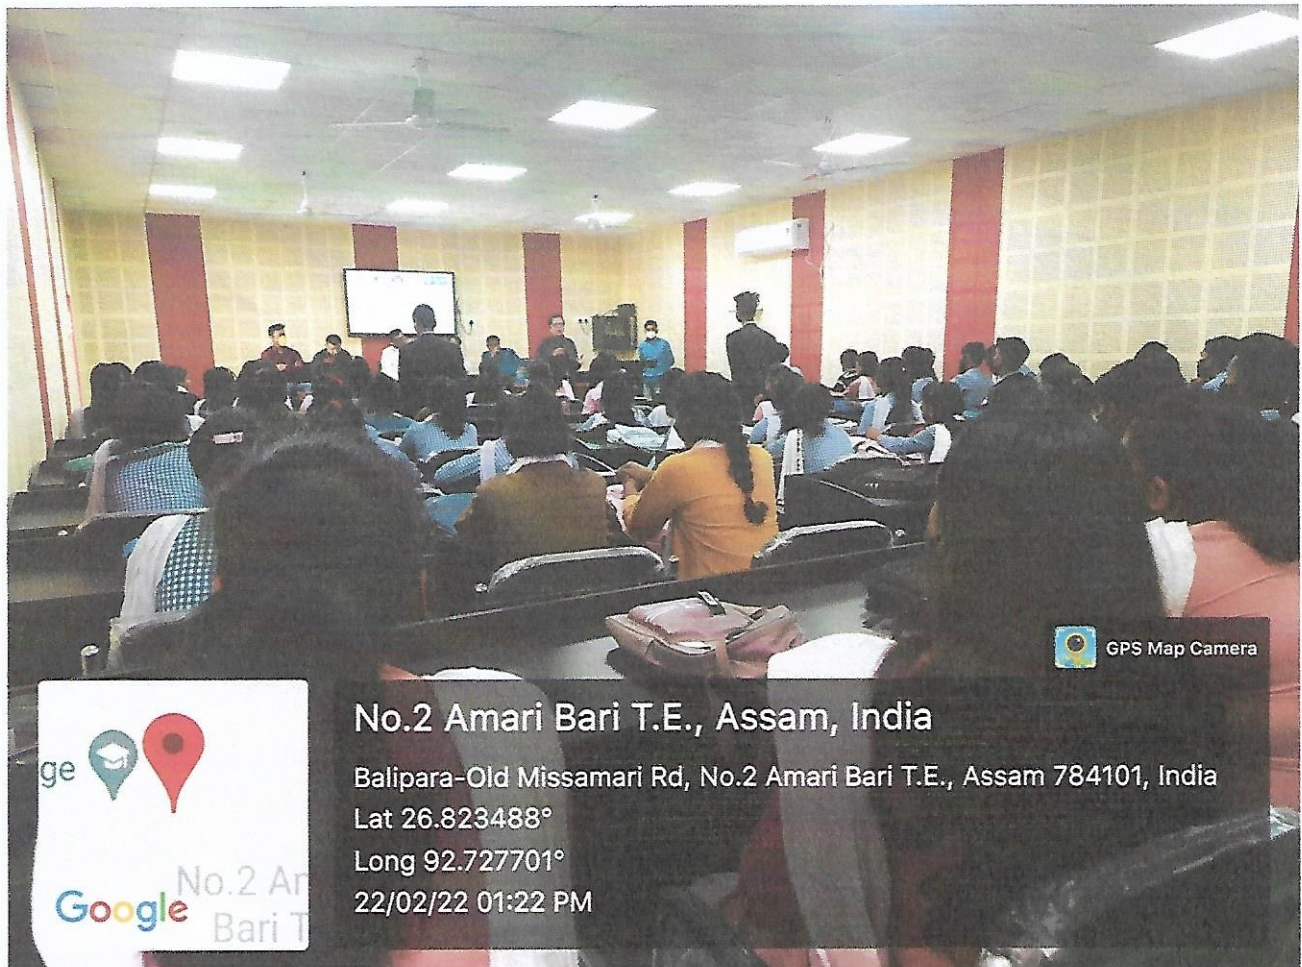 GPS Map Camera
No.2 Amari Bari T.E., Assam, India
Balipara-Old Missamari Rd, No.2 Amari Bari T.E., Assam 784101, India
Lat 26.823488°
Long 92.727701°
22/02/22 01:22 PM
ge
No.2 Ar
Bari T
Google